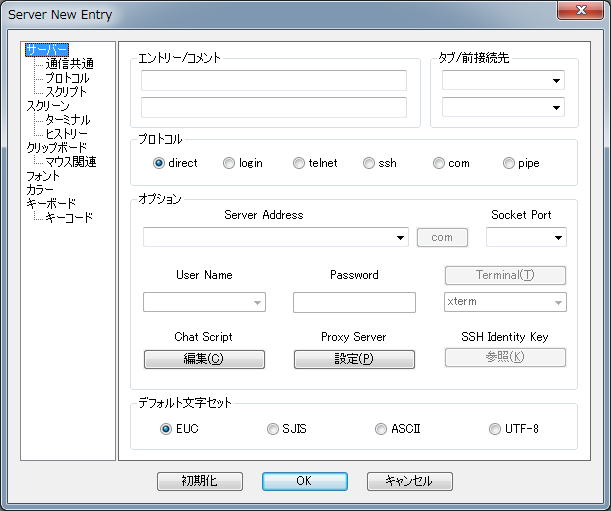 Server New Entry
サーバー
通信共通
プロトコル
スクリプト
スクリーン
ターミナル
ヒストリー
クリップボード
マウス関連
フォント
カラー
キーボード
キーコード
エントリー/コメント
タブ/前接続先
プロトコル
direct login telnet ssh com pipe
オプション
Server Address Socket Port
com
User Name Password Terminal(T)
xterm
Chat Script Proxy Server SSH Identity Key
編集(C) 設定(P) 参照(K)
デフォルト文字セット
EUC SJIS ASCII UTF-8
初期化 OK キャンセル